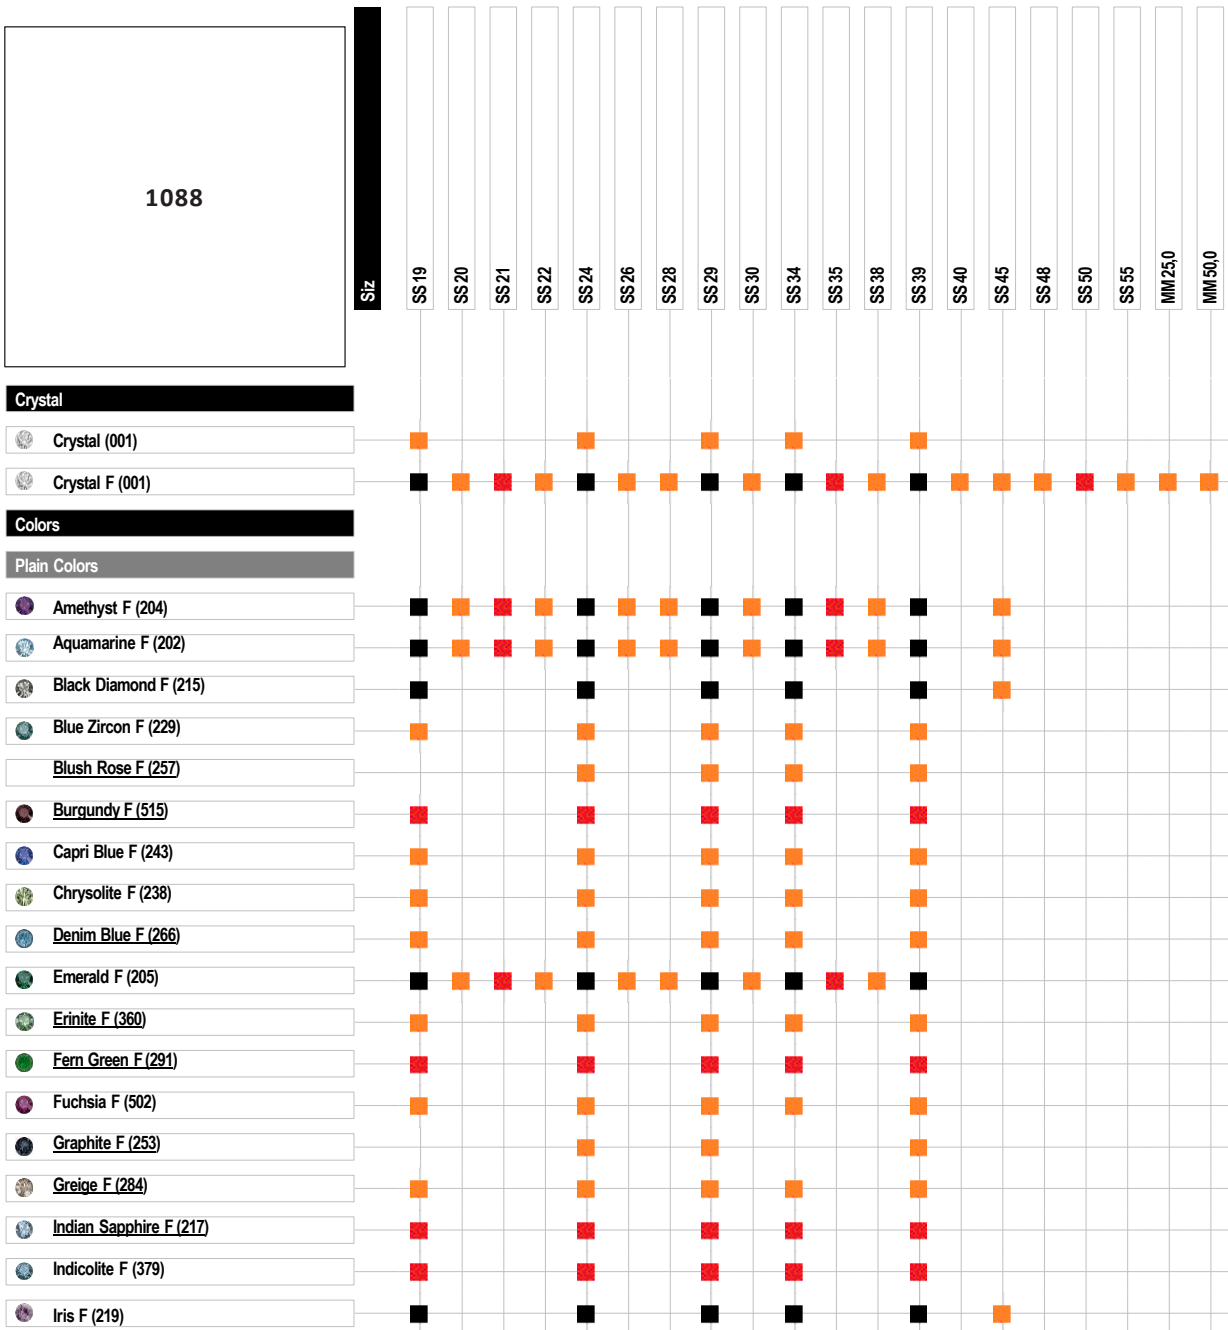 1088
Siz
SS 19
SS 20
SS 21
SS 22
SS 24
SS 26
SS 28
SS 29
SS 30
SS 34
SS 35
SS 38
SS 39
SS 40
SS 45
SS 48
SS 50
SS 55
MM 25,0
MM 50,0
Crystal
Crystal (001)
Crystal F (001)
Colors
Plain Colors
Amethyst F (204)
Aquamarine F (202)
Black Diamond F (215)
Blue Zircon F (229)
Blush Rose F (257)
Burgundy F (515)
Capri Blue F (243)
Chrysolite F (238)
Denim Blue F (266)
Emerald F (205)
Erinite F (360)
Fern Green F (291)
Fuchsia F (502)
Graphite F (253)
Greige F (284)
Indian Sapphire F (217)
Indicolite F (379)
Iris F (219)